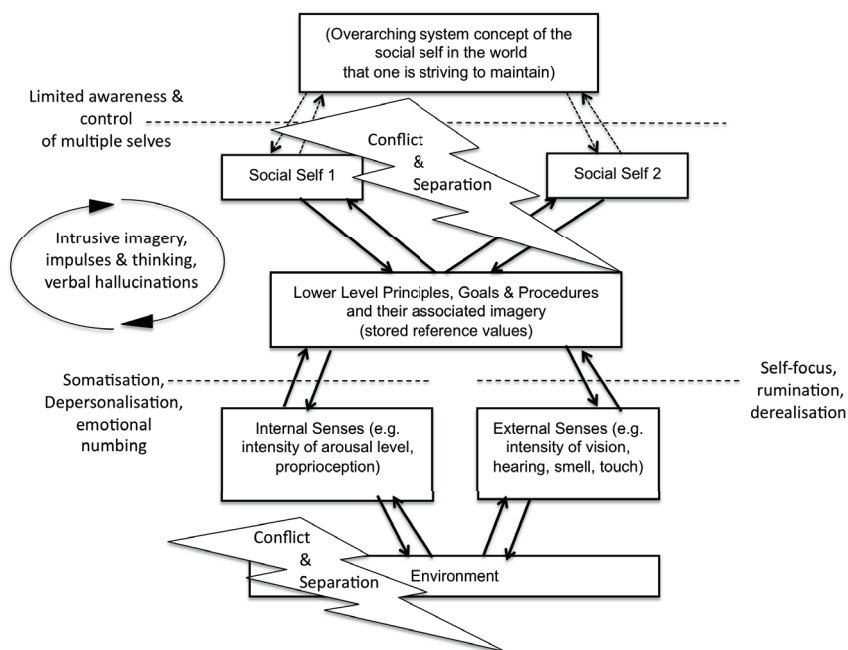 (Overarching system concept of the
social self in the world
that one is striving to maintain)
Limited awareness &
control
of multiple selves
Conflict
&
Separation
Social Self 1
Social Self 2
Intrusive imagery,
impulses & thinking,
verbal hallucinations
Lower Level Principles, Goals & Procedures
and their associated imagery
(stored reference values)
Somatisation,
Depersonalisation,
emotional
numbing
Self-focus,
rumination,
derealisation
Internal Senses (e.g.
intensity of arousal level,
proprioception)
External Senses (e.g.
intensity of vision,
hearing, smell, touch)
Conflict
&
Separation
Environment